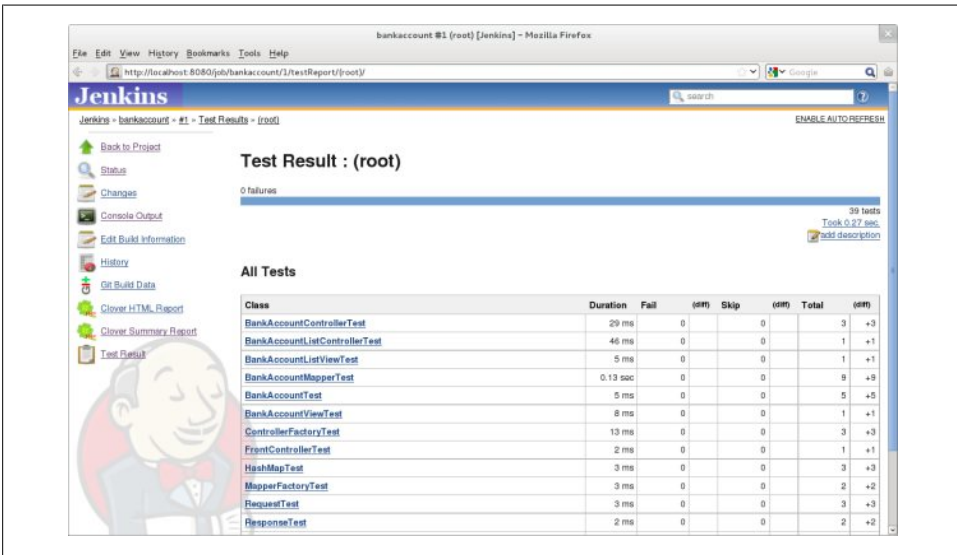 bankaccount #1 (root) [Jenkins] - Mozilla Firefox
File Edit View History Bookmarks Tools Help
http://localhost:8080/job/bankaccount/1/testReport/(root)/
Google
Jenkins
search
Jenkins » bankaccount » #1 » Test Results » (root)
ENABLE AUTO REFRESH
Back to Project
Status
Changes
Console Output
Edit Build Information
History
Git Build Data
Clover HTML Report
Clover Summary Report
Test Result
Test Result : (root)
0 failures
39 tests
Took 0.27 sec.
add description
All Tests
Class Duration Fail (diff) Skip (diff) Total (diff)
BankAccountControllerTest 29 ms 0 0 3 +3
BankAccountListControllerTest 46 ms 0 0 1 +1
BankAccountListViewTest 5 ms 0 0 1 +1
BankAccountMapperTest 0.13 sec 0 0 9 +9
BankAccountTest 5 ms 0 0 5 +5
BankAccountViewTest 8 ms 0 0 1 +1
ControllerFactoryTest 13 ms 0 0 3 +3
FrontControllerTest 2 ms 0 0 1 +1
HashMapTest 3 ms 0 0 3 +3
MapperFactoryTest 3 ms 0 0 2 +2
RequestTest 3 ms 0 0 3 +3
ResponseTest 2 ms 0 0 2 +2